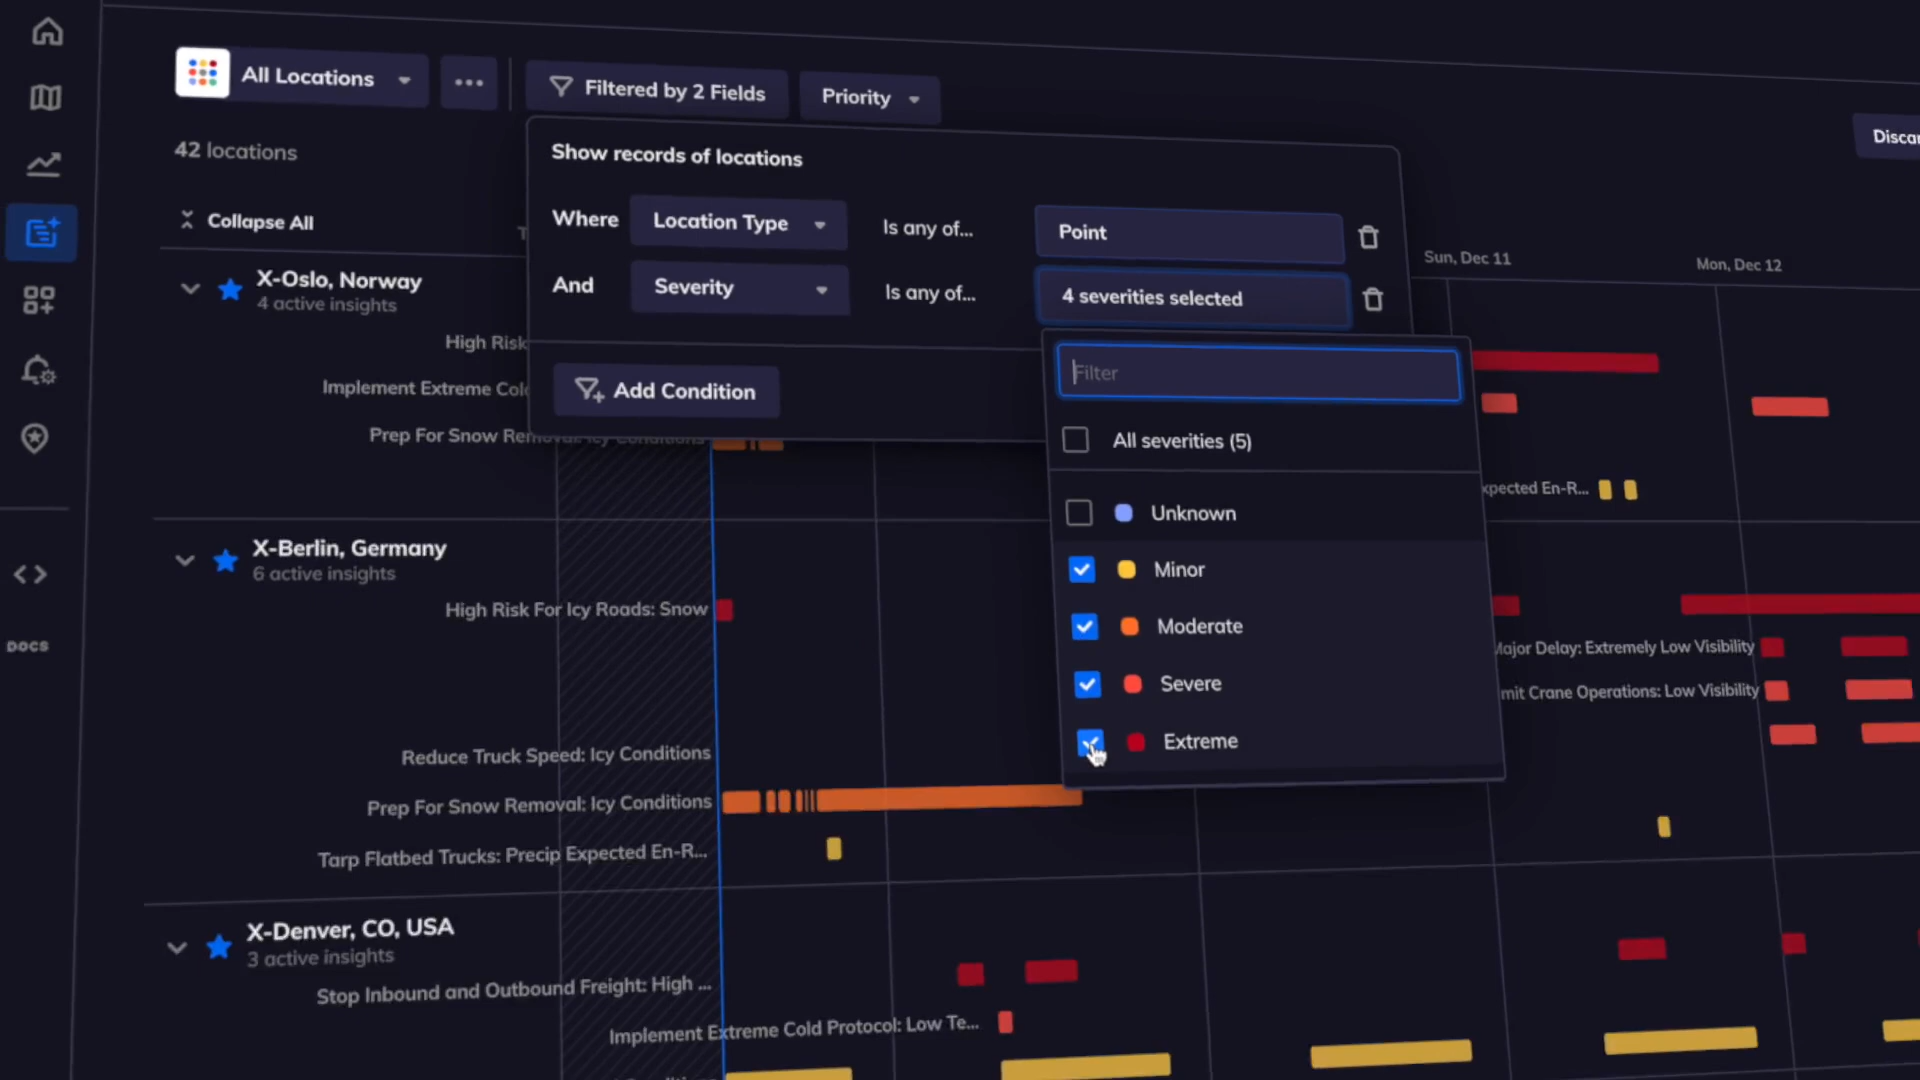 All Locations
Filtered by 2 Fields
Priority
Discar
42 locations
Show records of locations
Where
Location Type
Is any of...
Point
Collapse All
And
Severity
Is any of...
4 severities selected
Sun, Dec 11
Mon, Dec 12
X-Oslo, Norway
4 active insights
High Risk
Implement Extreme Col
Prep For Snow Removal: Icy Conditions
Add Condition
Filter
All severities (5)
Unknown
Minor
Moderate
Severe
Extreme
xpected En-R...
X-Berlin, Germany
6 active insights
High Risk For Icy Roads: Snow
Major Delay: Extremely Low Visibility
mit Crane Operations: Low Visibility
DOCS
Reduce Truck Speed: Icy Conditions
Prep For Snow Removal: Icy Conditions
Tarp Flatbed Trucks: Precip Expected En-R...
X-Denver, CO, USA
3 active insights
Stop Inbound and Outbound Freight: High ...
Implement Extreme Cold Protocol: Low Te...